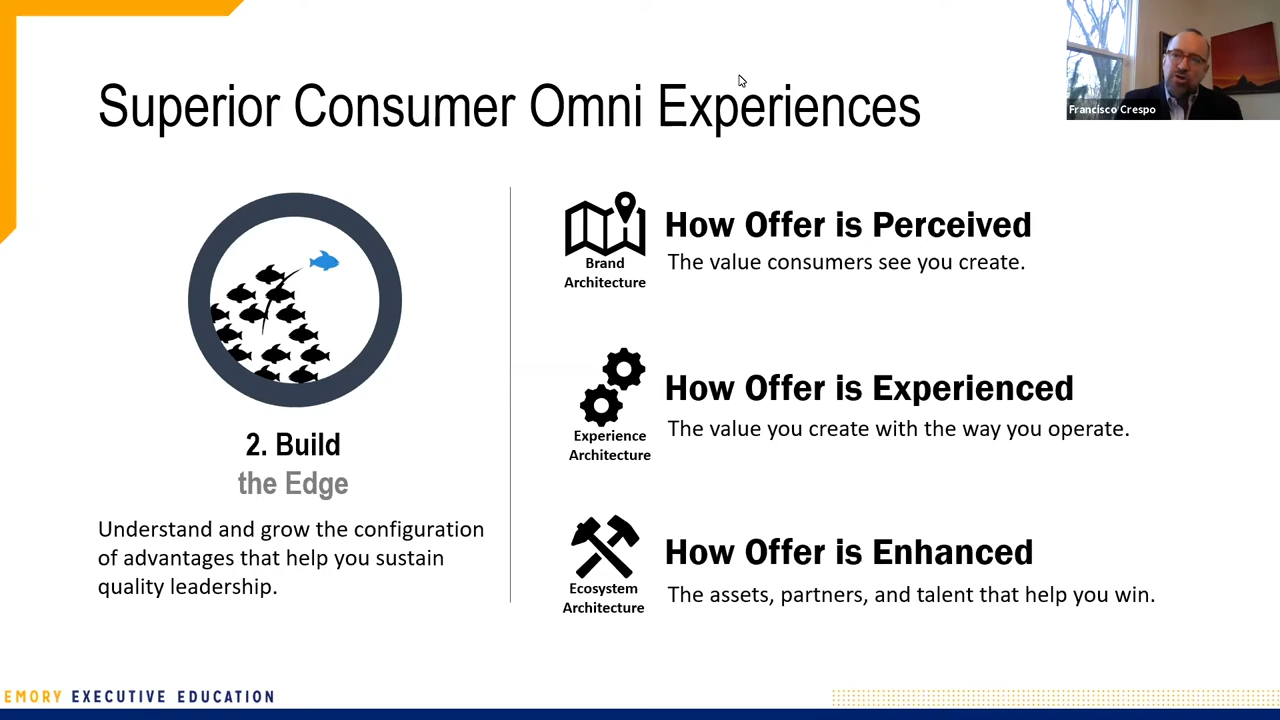 Superior Consumer Omni Experiences
Francisco Crespo
2. Build
the Edge
Understand and grow the configuration
of advantages that help you sustain
quality leadership.
Brand
Architecture
How Offer is Perceived
The value consumers see you create.
Experience
Architecture
How Offer is Experienced
The value you create with the way you operate.
Ecosystem
Architecture
How Offer is Enhanced
The assets, partners, and talent that help you win.
EMORY EXECUTIVE EDUCATION